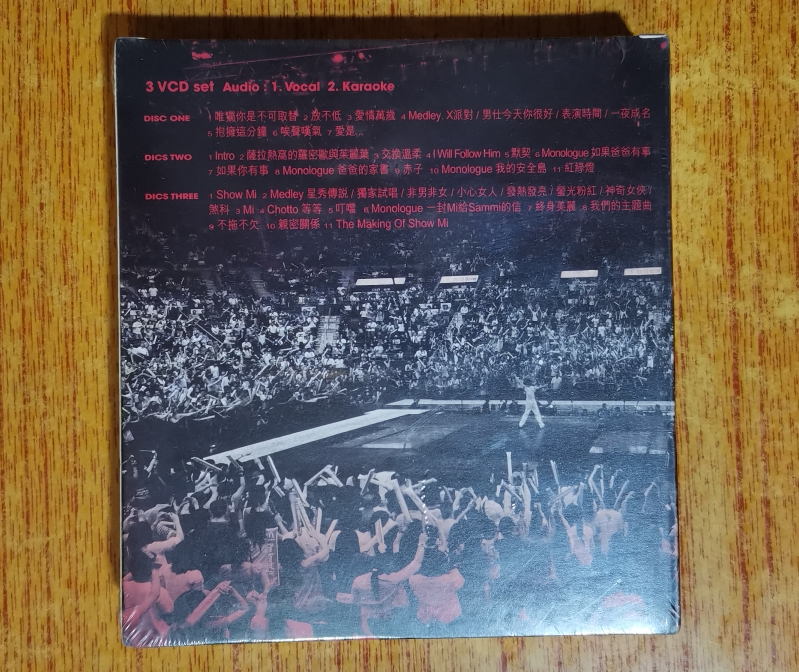 3 VCD set Audio : 1. Vocal 2. Karaoke
DISC ONE 1 唯獨你是不可取替 2 放不低 3 愛情萬歲 4 Medley. X派對 / 男仕今天你很好 / 表演時間 / 一夜成名
5 抱擁這分鐘 6 唉聲嘆氣 7 愛是...
DICS TWO 1 Intro 2 薩拉熱窩的羅密歐與茱麗葉 3 交換溫柔 4 I Will Follow Him 5 默契 6 Monologue 如果爸爸有事
7 如果你有事 8 Monologue 爸爸的家書 9 赤子 10 Monologue 我的安全島 11 紅綠燈
DICS THREE 1 Show Mi 2 Medley 星秀傳說 / 獨家試唱 / 非男非女 / 小心女人 / 發熱發亮 / 螢光粉紅 / 神奇女俠
煞科 3 Mi 4 Chotto 等等 5 叮噹 6 Monologue 一封Mi給Sammi的信 7 終身美麗 8 我們的主題曲
9 不拖不欠 10 親密關係 11 The Making Of Show Mi